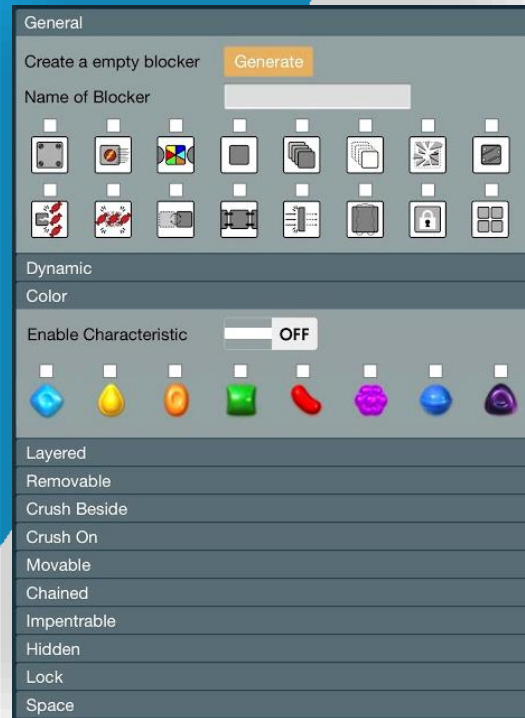 General
Create a empty blocker Generate
Name of Blocker
Dynamic
Color
Enable Characteristic OFF
Layered
Removable
Crush Beside
Crush On
Movable
Chained
Impentrable
Hidden
Lock
Space